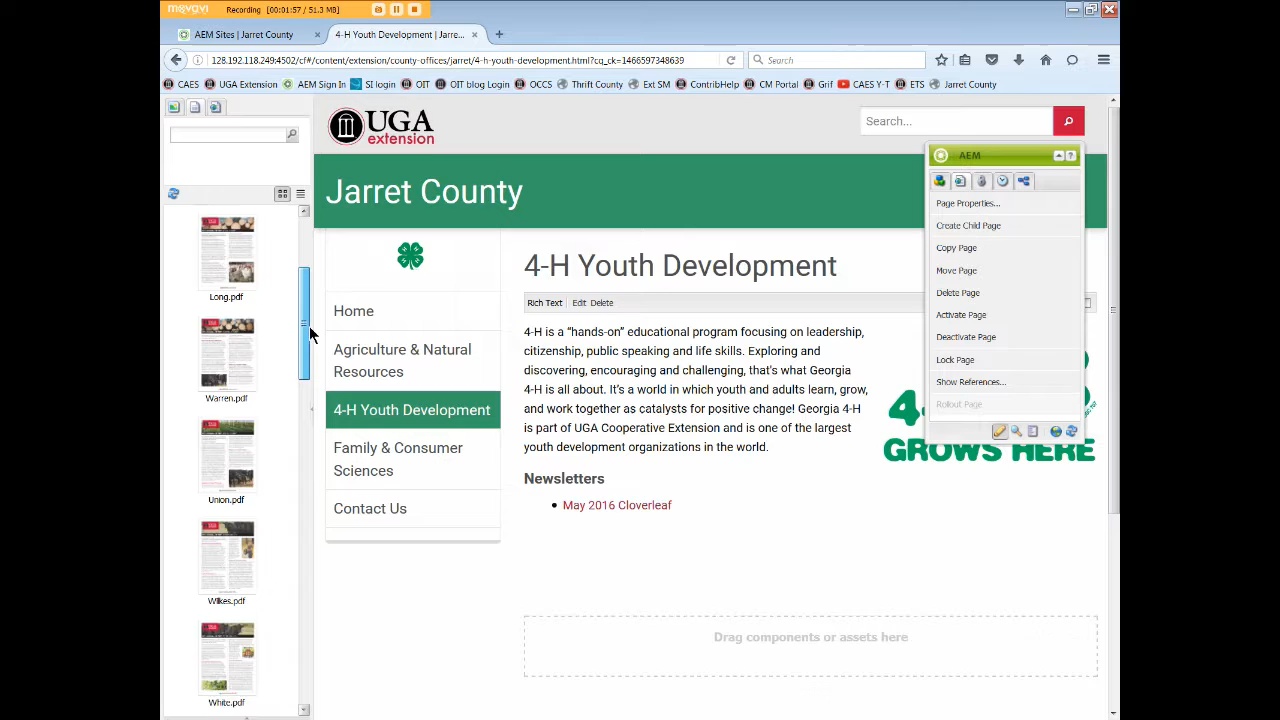 movavi Recording [00:01:57 / 51.3 MB]
AEM Sites | Jarret County × 4-H Youth Development | Jarre... × +
128.192.118.249:4502/cf#/content/extension/county-offices/jarret/4-h-youth-development.html?cq_ck=1466597348639
Search
CAES UGA Extension AEM Sign In SI login OIT OIT blog Login OCCS Thrift County Ext SM ContribHelp CM Portal Grif CAES Y-T ETS Jarret County
UGA
extension
Search...
AEM
Jarret County
Page Properties...
Create Child Page
Copy Page
Move Page
Delete Page
Activate Page
Deactivate Page
Lock Page
Show References...
Rollout Page
Long.pdf
Warren.pdf
Union.pdf
Wilkes.pdf
White.pdf
Home
Agriculture & Natural
Resources
4-H Youth Development
Family & Consumer
Sciences
Contact Us
4-H Youth Development
Rich Text Edit Delete
4-H is a "hands-on" educational program focusing on leadership,
citizenship, and life skills. Exploring and
discovering, encouraging and challenging, that's what Georgia
4-H is about. It's a place in which youth and adults learn, grow,
and work together as catalysts for positive change! Georgia 4-H
is part of UGA Cooperative Extension and is one of the largest
youth
GROWS HERE
Newsletters
May 2016 Cloverleaf
Drag components or assets here